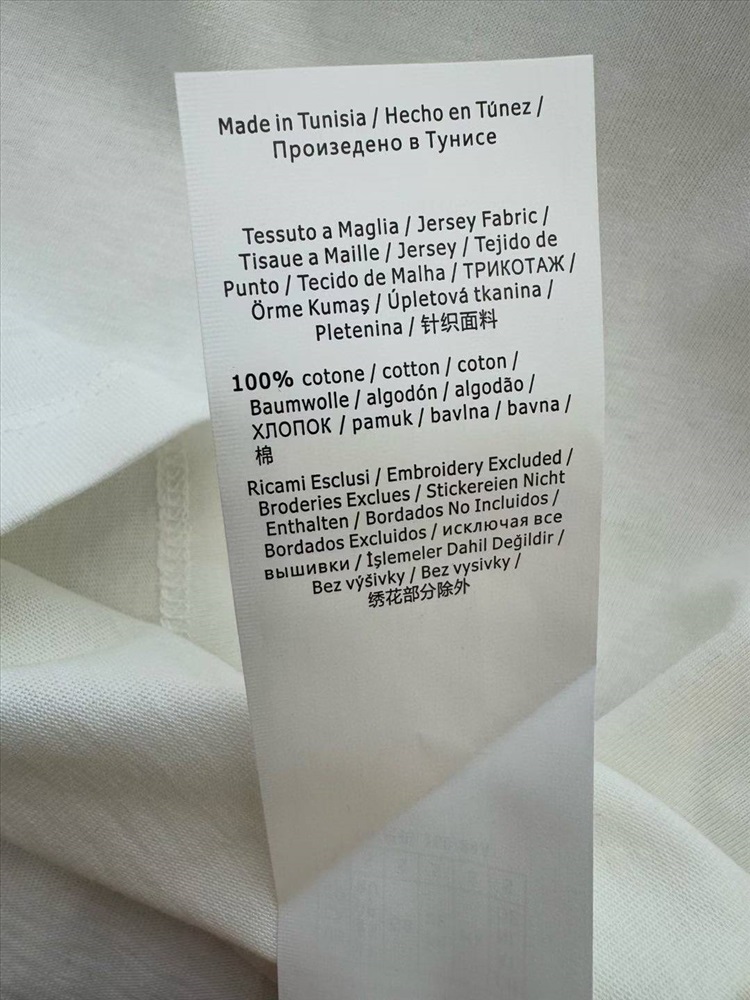 Made in Tunisia / Hecho en Túnez /
Произедено в Тунисе
Tessuto a Maglia / Jersey Fabric /
Tisaue a Maille / Jersey / Tejido de
Punto / Tecido de Malha / ТРИКОТАЖ /
Örme Kumaş / Úpletová tkanina /
Pletenina / 针织面料
100% cotone / cotton / coton /
Baumwolle / algodón / algodão /
ХЛОПОК / pamuk / bavlna / bavna /
棉
Ricami Esclusi / Embroidery Excluded /
Broderies Exclues / Stickereien Nicht
Enthalten / Bordados No Incluidos /
Bordados Excluidos / исключая все
вышивки / İşlemeler Dahil Değildir /
Bez výšivky / Bez vysivky /
绣花部分除外